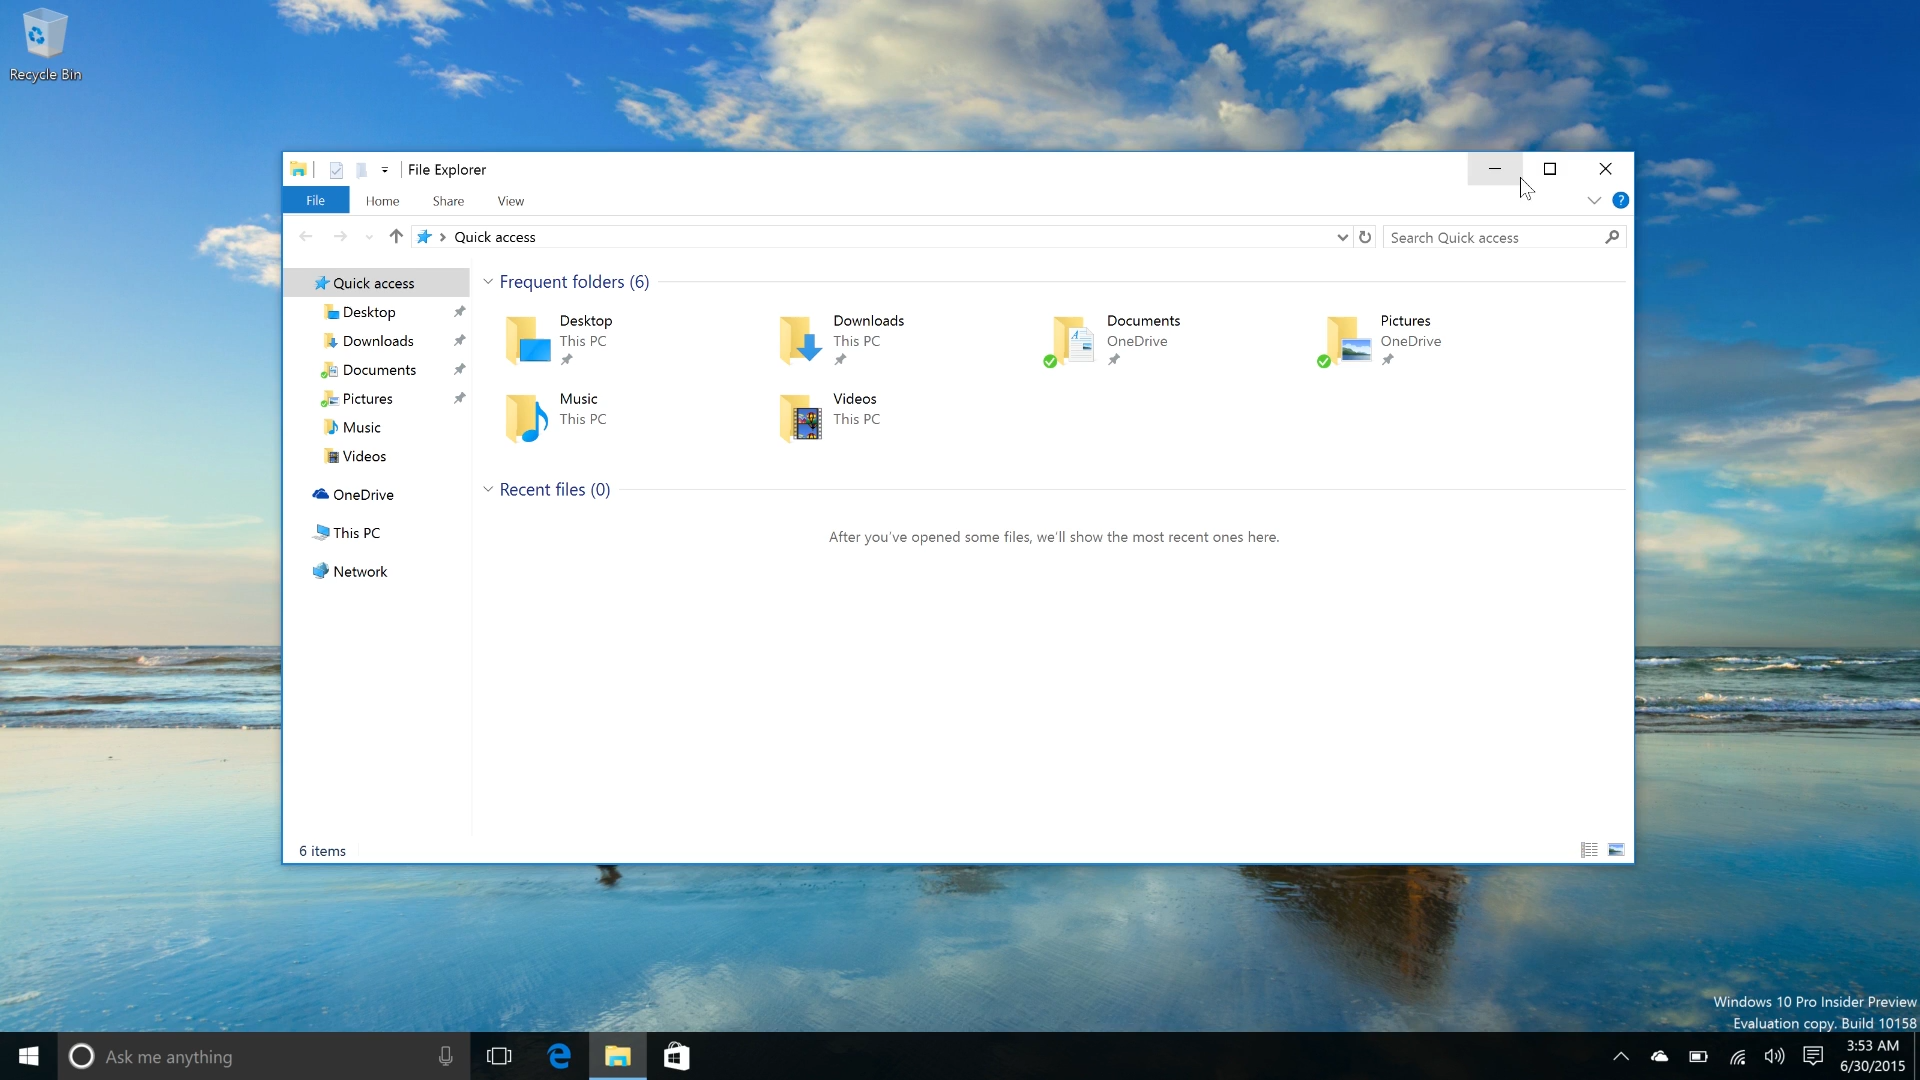 Recycle Bin
File Explorer
File Home Share View
?
Quick access
Search Quick access
Quick access
Desktop
Downloads
Documents
Pictures
Music
Videos
OneDrive
This PC
Network
Frequent folders (6)
Desktop
This PC
Downloads
This PC
Documents
OneDrive
Pictures
OneDrive
Music
This PC
Videos
This PC
Recent files (0)
After you've opened some files, we'll show the most recent ones here.
6 items
Windows 10 Pro Insider Preview
Evaluation copy. Build 10158
Ask me anything
3:53 AM
6/30/2015